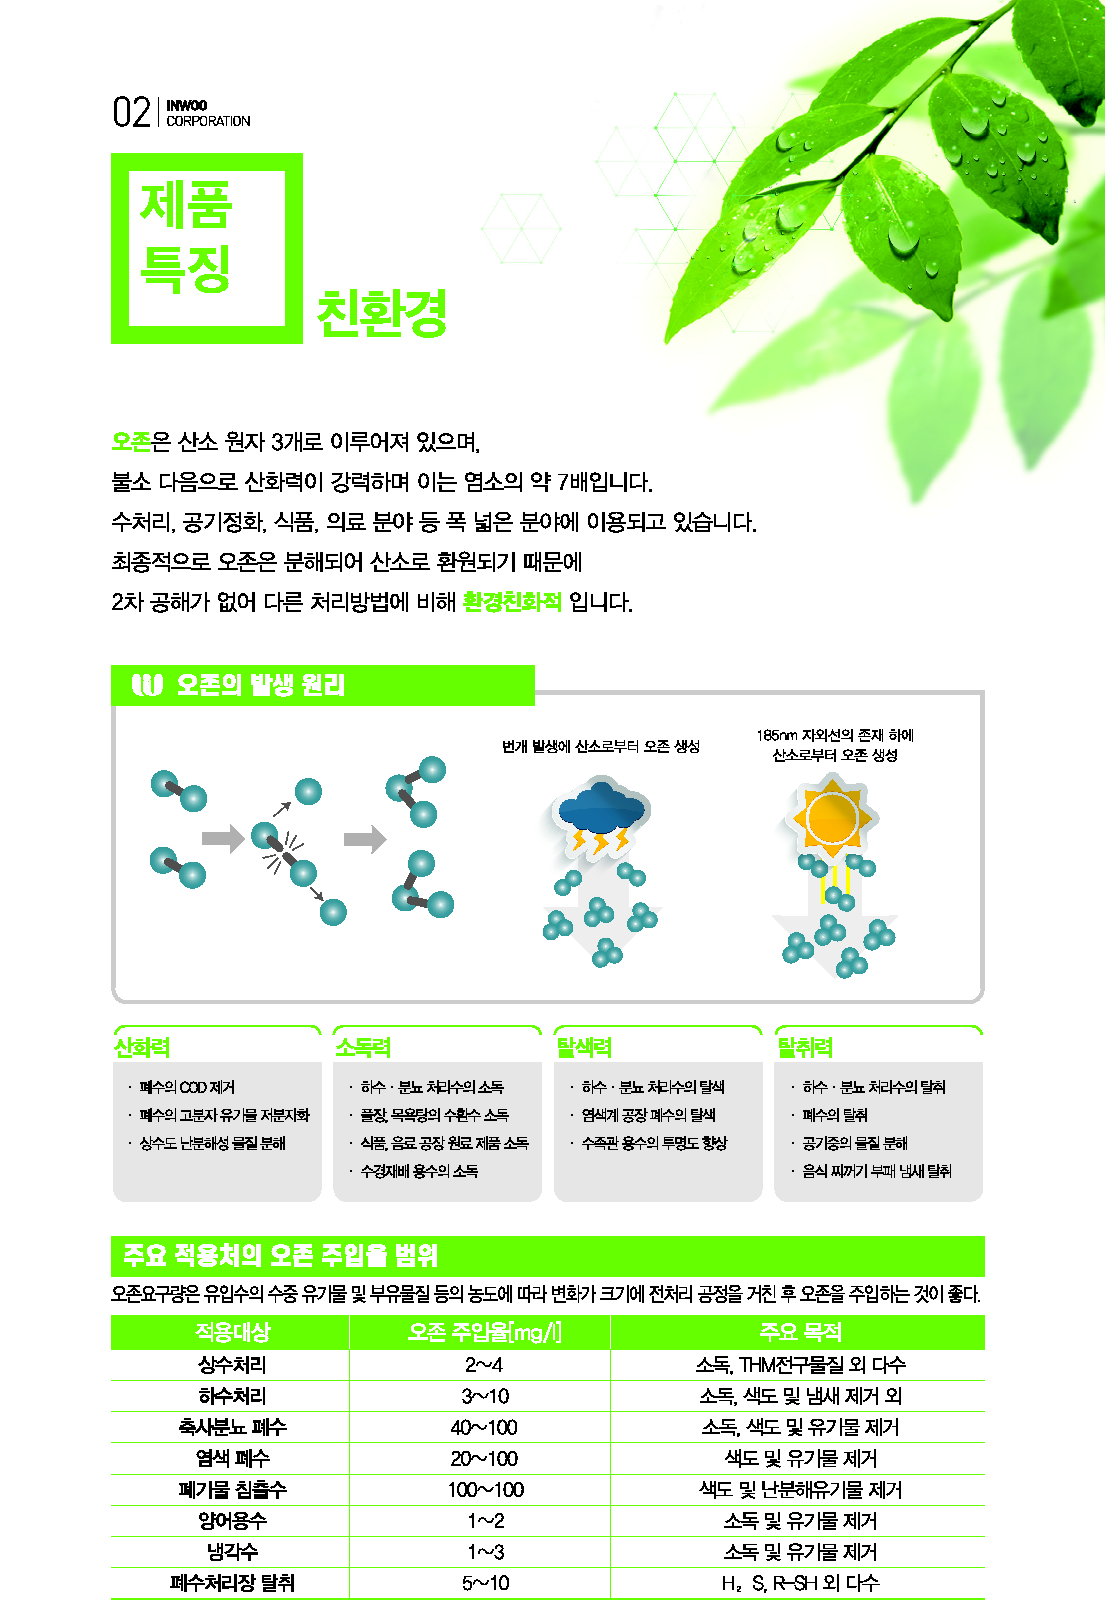 02
INWOO
CORPORATION
제품
특징
친환경
오존은 산소 원자 3개로 이루어져 있으며,
불소 다음으로 산화력이 강력하며 이는 염소의 약 7배입니다.
수처리, 공기정화, 식품, 의료 분야 등 폭 넓은 분야에 이용되고 있습니다.
최종적으로 오존은 분해되어 산소로 환원되기 때문에
2차 공해가 없어 다른 처리방법에 비해 환경친화적 입니다.
오존의 발생 원리
번개 발생에 산소로부터 오존 생성
185nm 자외선의 존재 하에
산소로부터 오존 생성
산화력
· 폐수의 COD 제거
· 폐수의 고분자 유기물 저분자화
· 상수도 난분해성 물질 분해
소독력
· 하수 · 분뇨 처리수의 소독
· 풀장, 목욕탕의 수환수 소독
· 식품, 음료 공장 원료 제품 소독
· 수경재배 용수의 소독
탈색력
· 하수 · 분뇨 처리수의 탈색
· 염색계 공장 폐수의 탈색
· 수족관 용수의 투명도 향상
탈취력
· 하수 · 분뇨 처리수의 탈취
· 폐수의 탈취
· 공기중의 물질 분해
· 음식 찌꺼기 부패 냄새 탈취
주요 적용처의 오존 주입율 범위
오존요구량은 유입수의 수중 유기물 및 부유물질 등의 농도에 따라 변화가 크기에 전처리 공정을 거친 후 오존을 주입하는 것이 좋다.
적용대상 오존 주입율[mg/l] 주요 목적
상수처리 2~4 소독, THM전구물질 외 다수
하수처리 3~10 소독, 색도 및 냄새 제거 외
축사분뇨 폐수 40~100 소독, 색도 및 유기물 제거
염색 폐수 20~100 색도 및 유기물 제거
폐기물 침출수 100~100 색도 및 난분해유기물 제거
양어용수 1~2 소독 및 유기물 제거
냉각수 1~3 소독 및 유기물 제거
폐수처리장 탈취 5~10 H₂ S, R-SH 외 다수